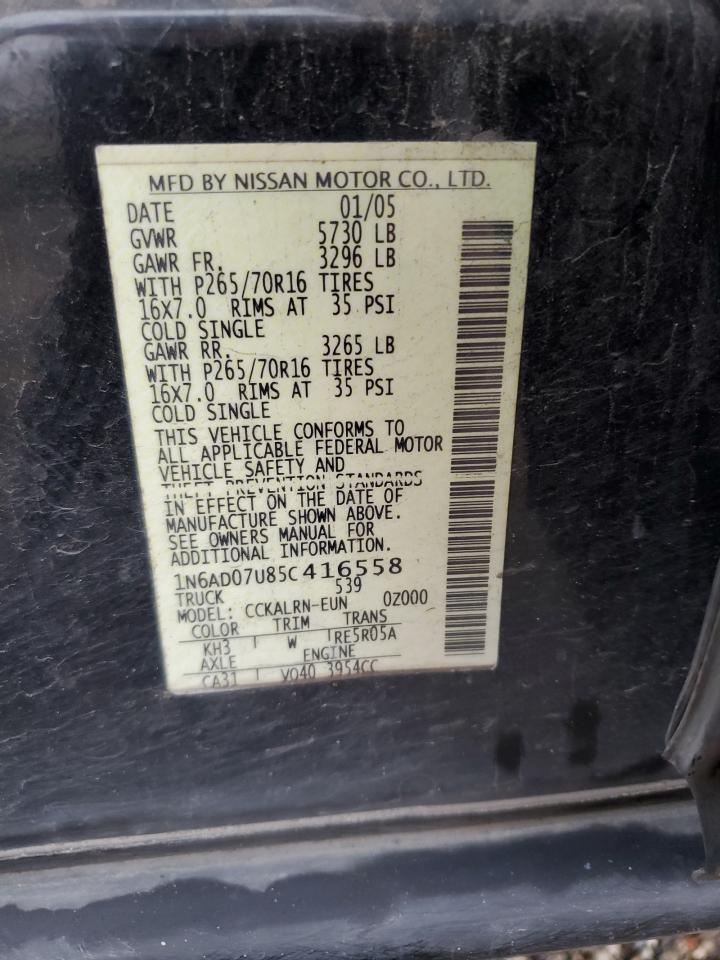 MFD BY NISSAN MOTOR CO., LTD.
DATE 01/05
GVWR 5730 LB
GAWR FR. 3296 LB
WITH P265/70R16 TIRES
16X7.0 RIMS AT 35 PSI
COLD SINGLE
GAWR RR. 3265 LB
WITH P265/70R16 TIRES
16X7.0 RIMS AT 35 PSI
COLD SINGLE
THIS VEHICLE CONFORMS TO
ALL APPLICABLE FEDERAL MOTOR
VEHICLE SAFETY AND
THEFT PREVENTION STANDARDS
IN EFFECT ON THE DATE OF
MANUFACTURE SHOWN ABOVE.
SEE OWNERS MANUAL FOR
ADDITIONAL INFORMATION.
1N6AD07U85C416558
TRUCK 539
MODEL: CCKALRN-EUN 0Z000
COLOR TRIM TRANS
KH3 W RE5R05A
AXLE ENGINE
CA31 VQ40 3954CC